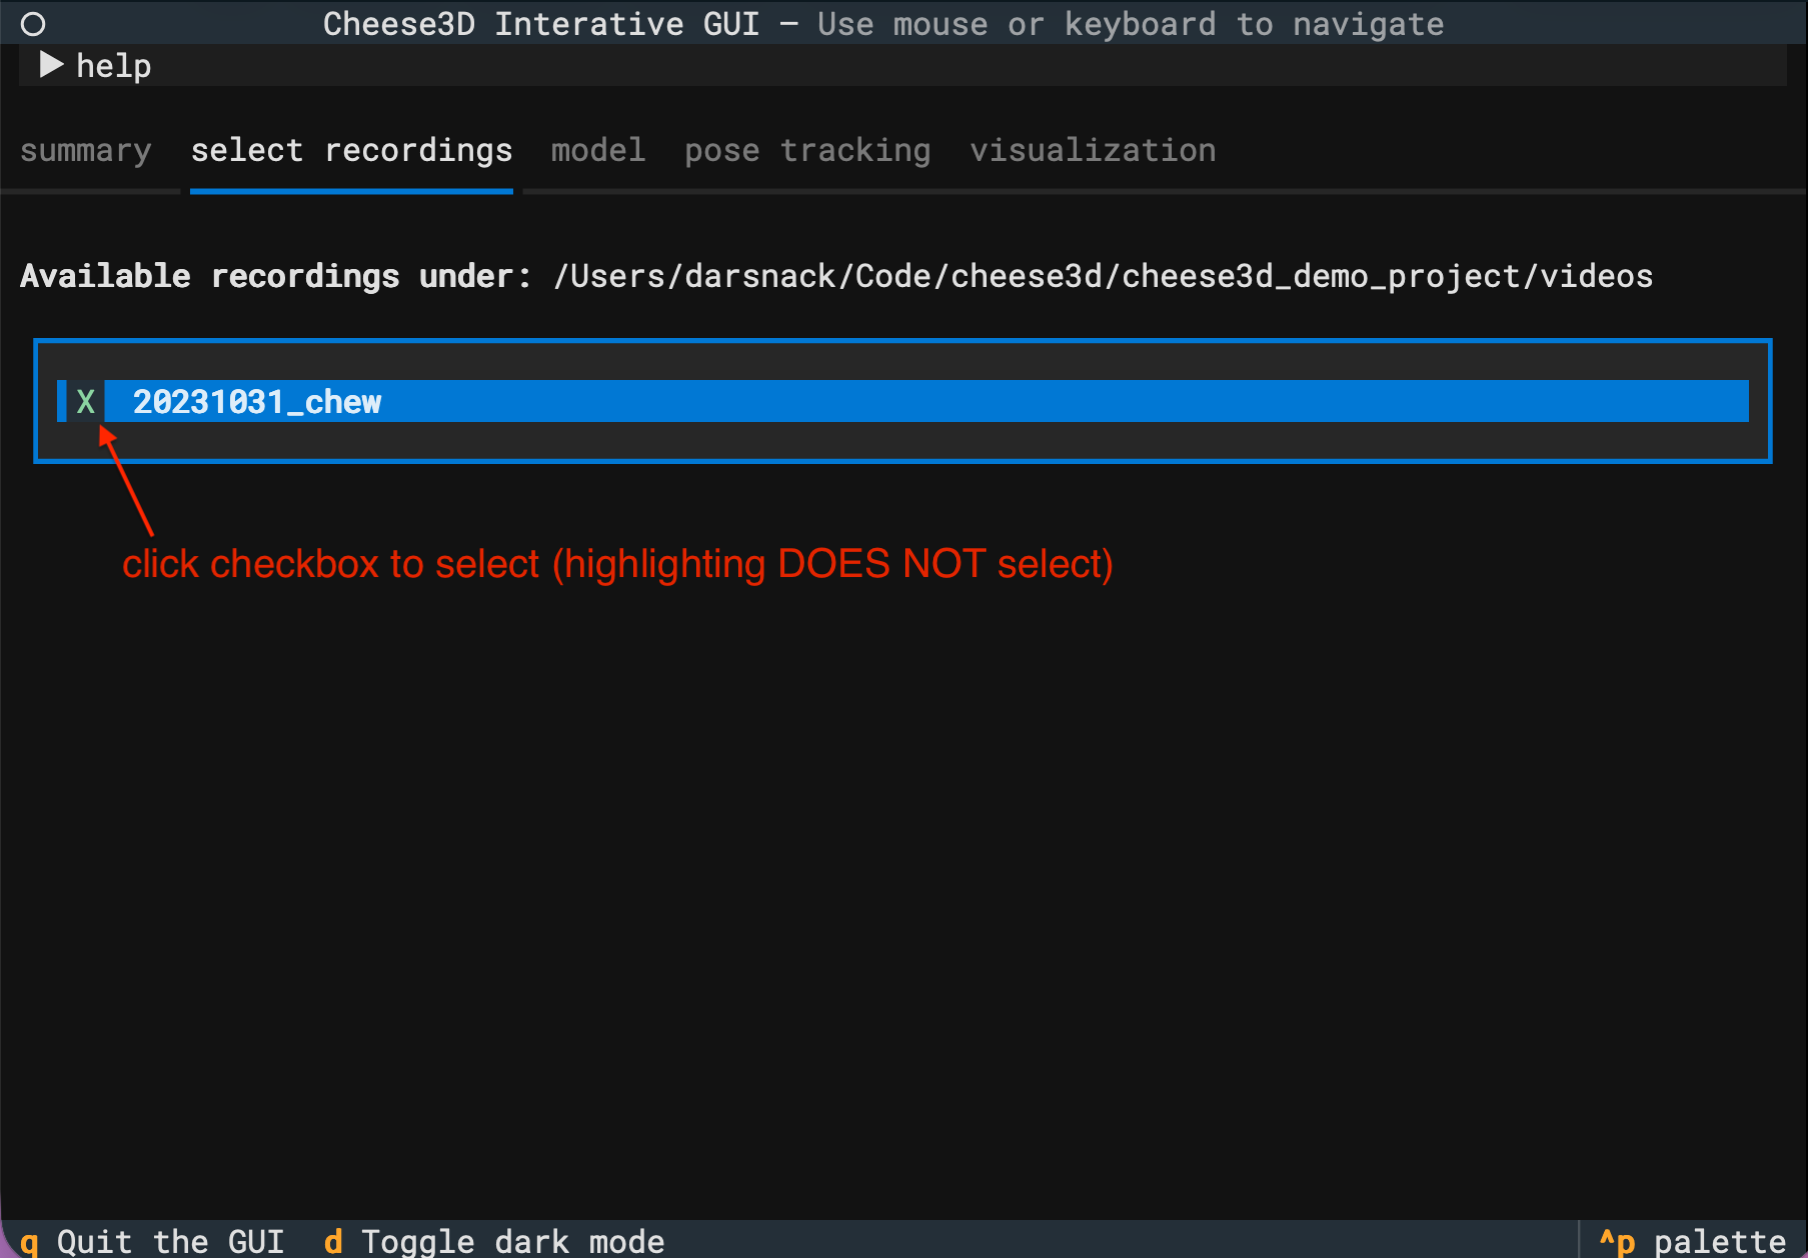 Cheese3D Interative GUI — Use mouse or keyboard to navigate
▶ help
summary select recordings model pose tracking visualization
Available recordings under: /Users/darsnack/Code/cheese3d/cheese3d_demo_project/videos
X 20231031_chew
click checkbox to select (highlighting DOES NOT select)
q Quit the GUI d Toggle dark mode ^p palette